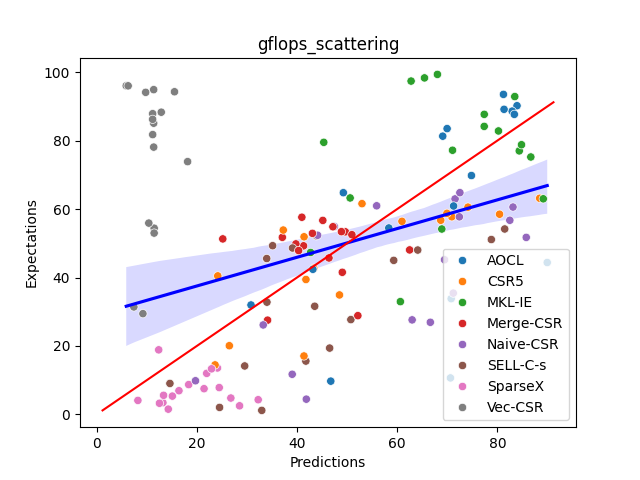 gflops_scattering
100
80
60
40
20
0
Expectations
0 20 40 60 80
Predictions
AOCL
CSR5
MKL-IE
Merge-CSR
Naive-CSR
SELL-C-s
SparseX
Vec-CSR